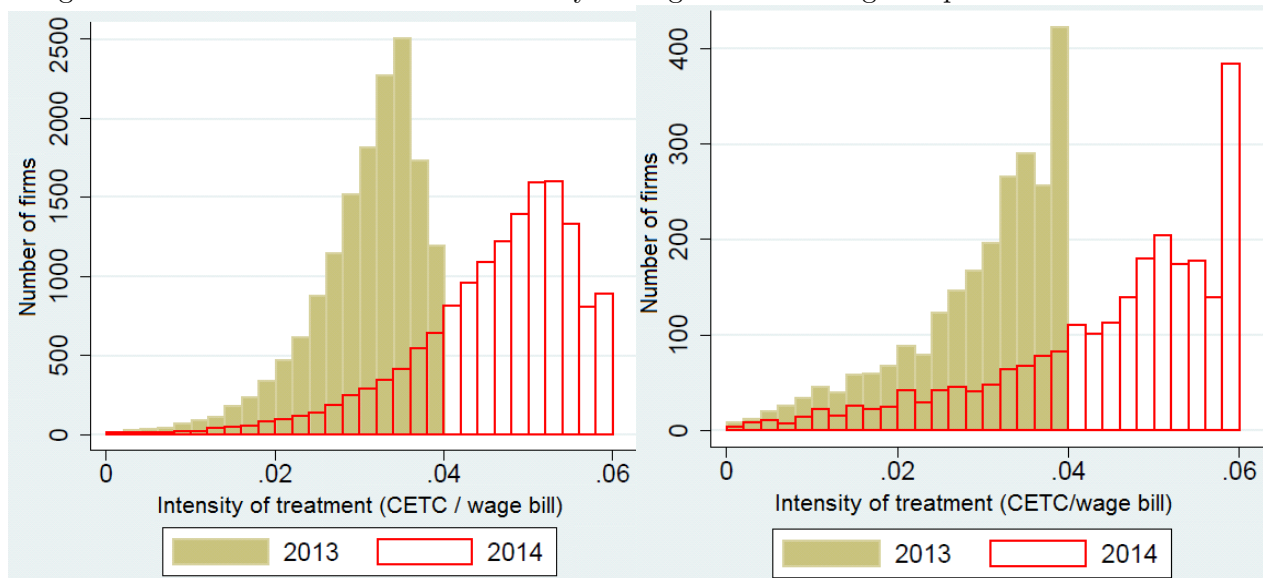 Number of firms
2500
2000
1500
1000
500
0
0 .02 .04 .06
Intensity of treatment (CETC / wage bill)
2013 2014
Number of firms
400
300
200
100
0
0 .02 .04 .06
Intensity of treatment (CETC/wage bill)
2013 2014